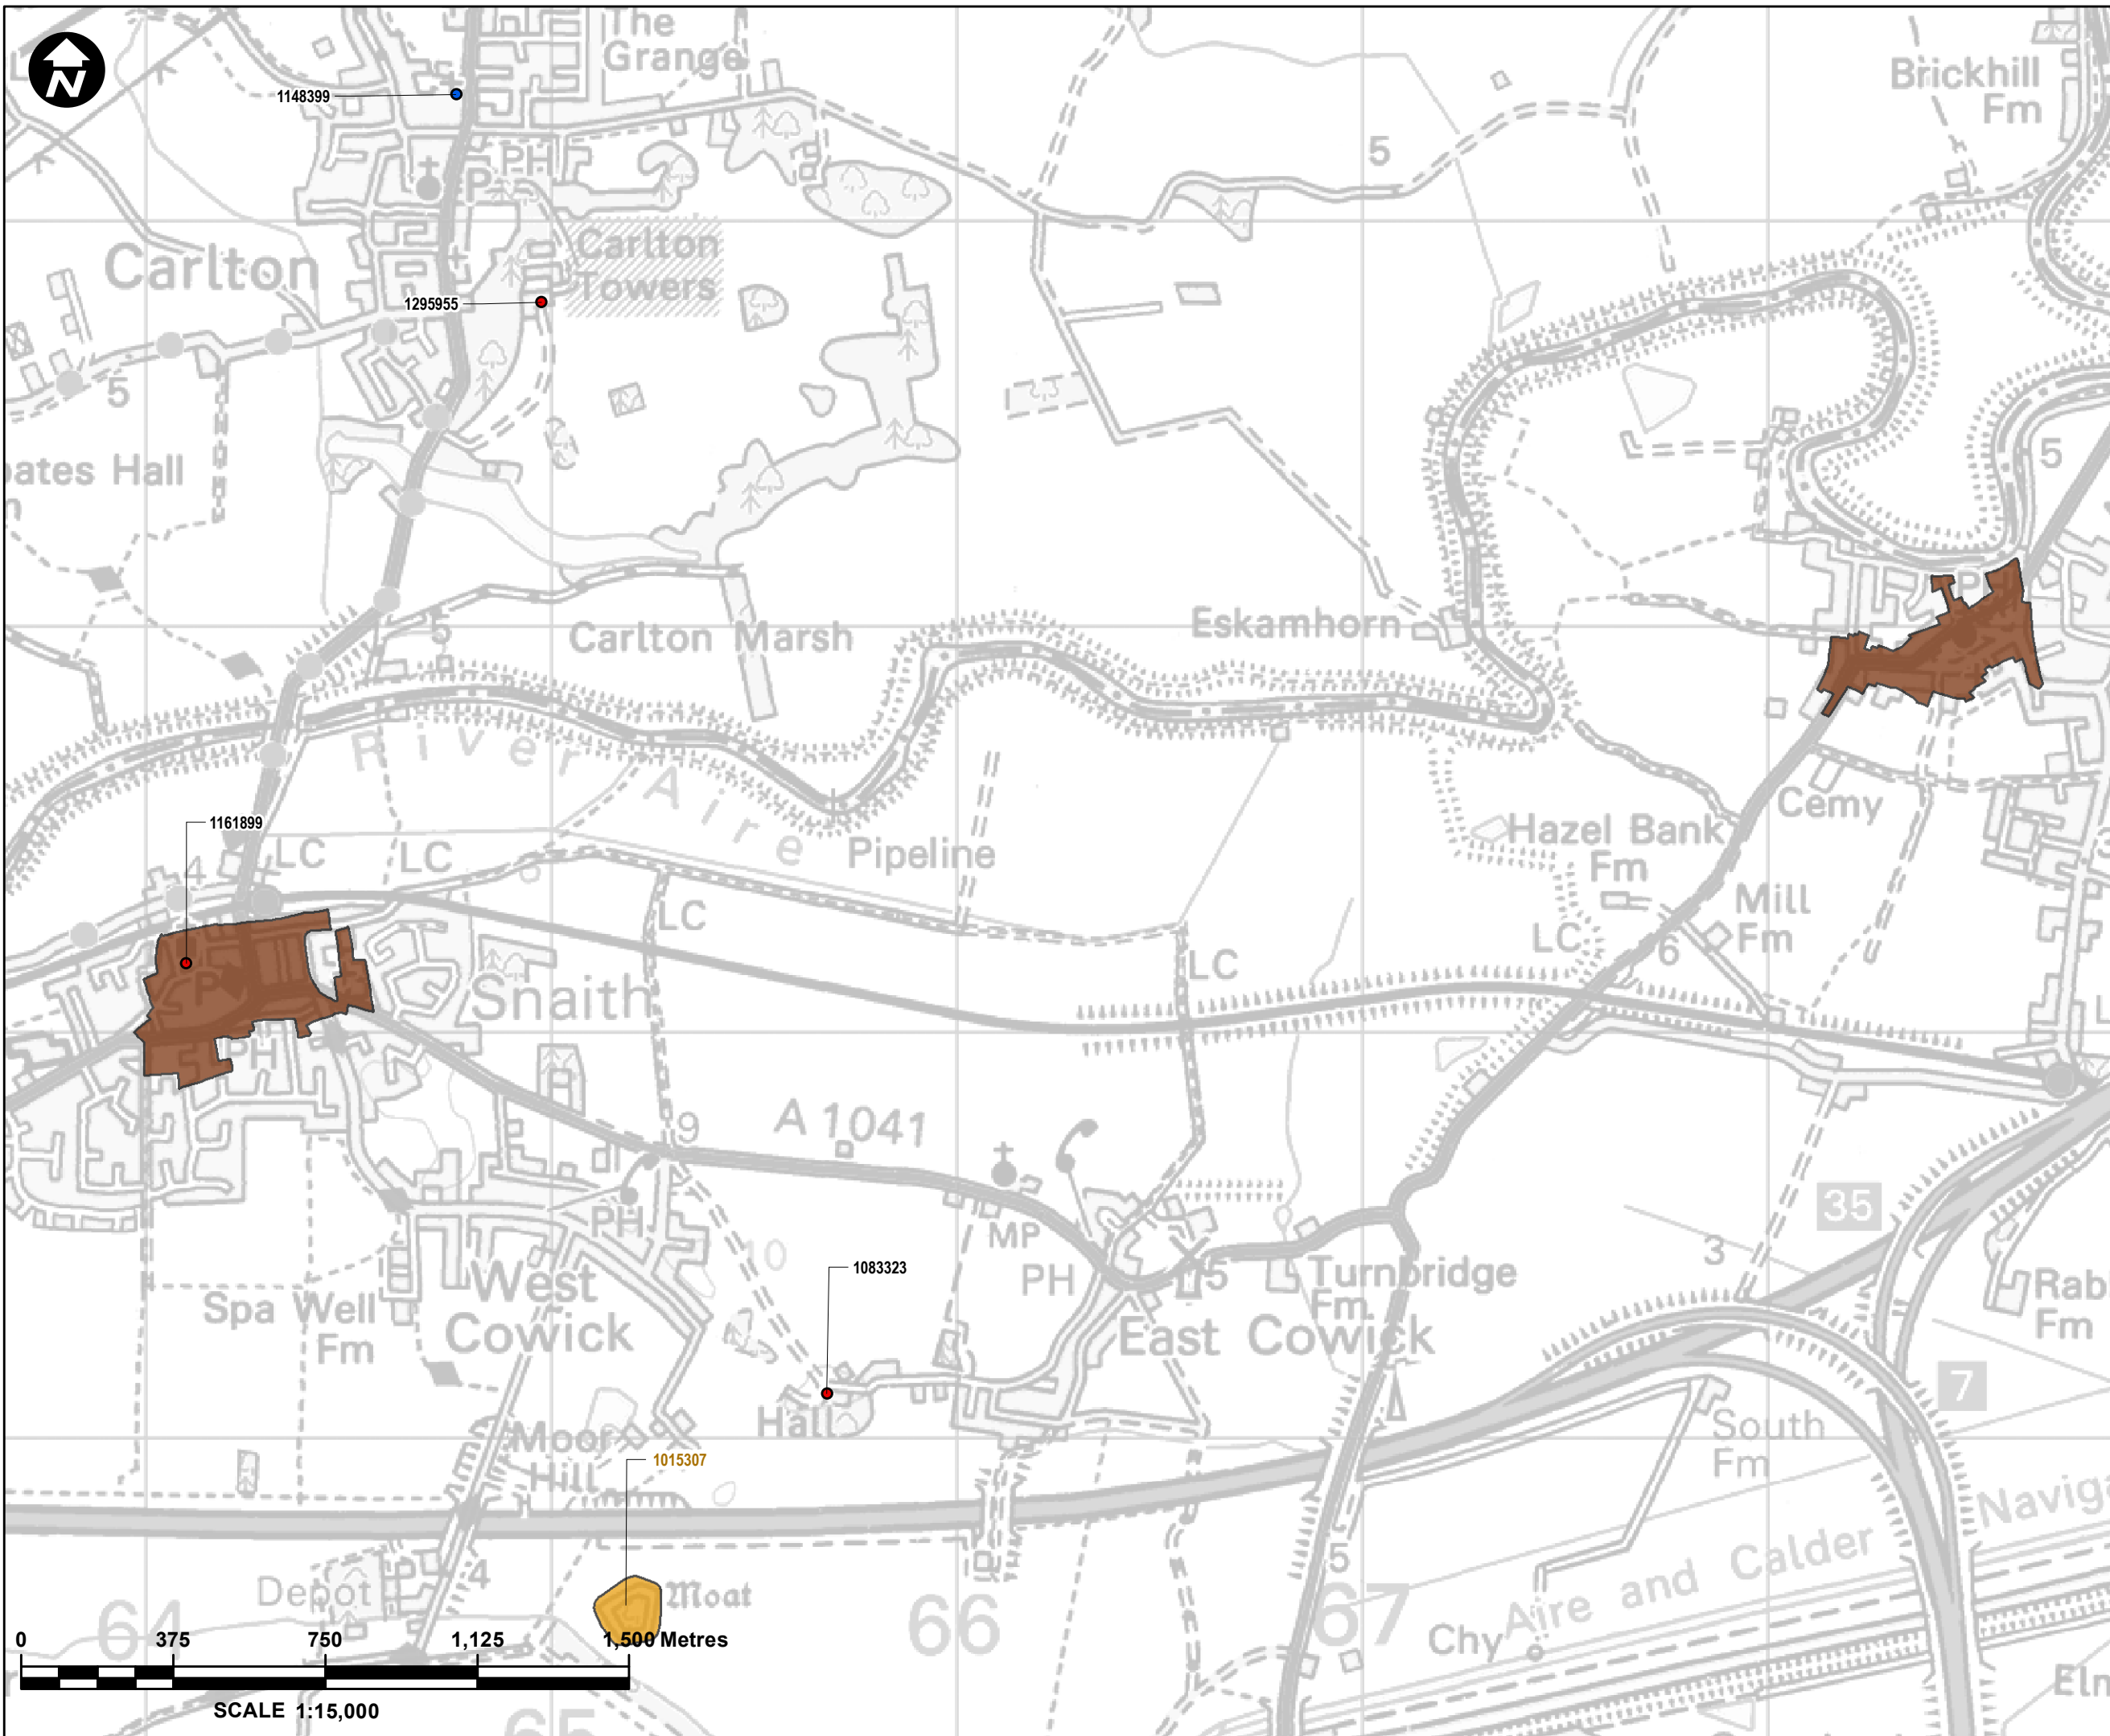 The
Grange
N
1148399
Brickhill
Fm
PH
P
5
Carlton
Carlton
Towers
1295955
5
5
ates Hall
P
Eskamhorn
5
Carlton Marsh
River Aire
Cemy
1161899
Hazel Bank
Fm
LC
LC
Pipeline
4
Mill
Fm
LC
LC
LC
6
P
Snaith
PH
A 1041
9
35
PH
MP
10
3
PH
5
Turnbridge
Fm
1083323
West
Cowick
Spa Well
Fm
East Cowick
Rab
Fm
7
Hall
South
Fm
Moor
Hill
1015307
Naviga
Depot
4
Moat
5
Aire and Calder
64
66
67
Chy
0
375
750
1,125
1,500 Metres
Elm
SCALE 1:15,000
65